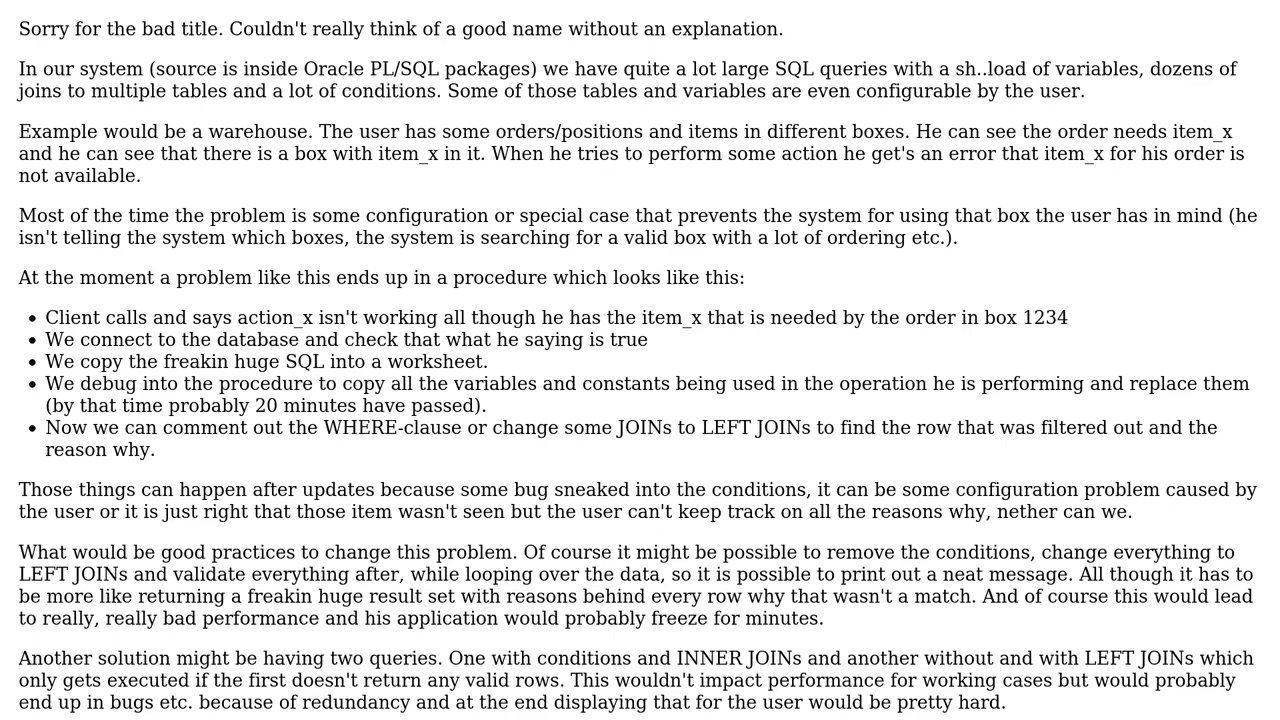 Sorry for the bad title. Couldn't really think of a good name without an explanation.
In our system (source is inside Oracle PL/SQL packages) we have quite a lot large SQL queries with a sh..load of variables, dozens of
joins to multiple tables and a lot of conditions. Some of those tables and variables are even configurable by the user.
Example would be a warehouse. The user has some orders/positions and items in different boxes. He can see the order needs item_x
and he can see that there is a box with item_x in it. When he tries to perform some action he get's an error that item_x for his order is
not available.
Most of the time the problem is some configuration or special case that prevents the system for using that box the user has in mind (he
isn't telling the system which boxes, the system is searching for a valid box with a lot of ordering etc.).
At the moment a problem like this ends up in a procedure which looks like this:
• Client calls and says action_x isn't working all though he has the item_x that is needed by the order in box 1234
• We connect to the database and check that what he saying is true
• We copy the freakin huge SQL into a worksheet.
• We debug into the procedure to copy all the variables and constants being used in the operation he is performing and replace them
(by that time probably 20 minutes have passed).
• Now we can comment out the WHERE-clause or change some JOINs to LEFT JOINs to find the row that was filtered out and the
reason why.
Those things can happen after updates because some bug sneaked into the conditions, it can be some configuration problem caused by
the user or it is just right that those item wasn't seen but the user can't keep track on all the reasons why, nether can we.
What would be good practices to change this problem. Of course it might be possible to remove the conditions, change everything to
LEFT JOINs and validate everything after, while looping over the data, so it is possible to print out a neat message. All though it has to
be more like returning a freakin huge result set with reasons behind every row why that wasn't a match. And of course this would lead
to really, really bad performance and his application would probably freeze for minutes.
Another solution might be having two queries. One with conditions and INNER JOINs and another without and with LEFT JOINs which
only gets executed if the first doesn't return any valid rows. This wouldn't impact performance for working cases but would probably
end up in bugs etc. because of redundancy and at the end displaying that for the user would be pretty hard.